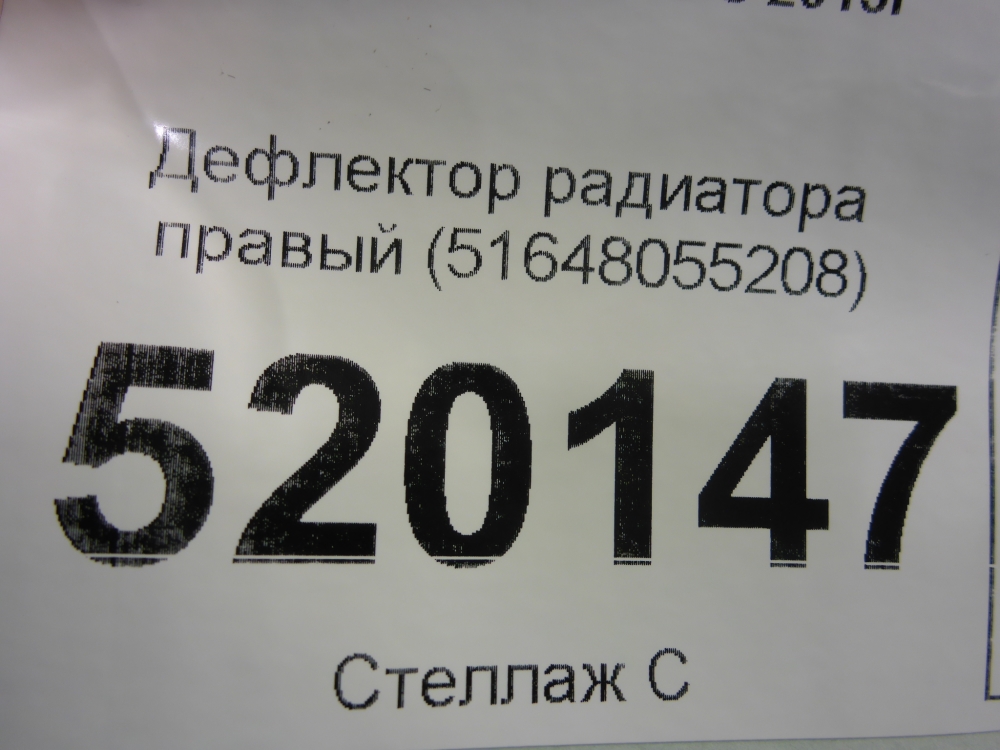 Дефлектор радиатора
правый (51648055208)
520147
Стеллаж С